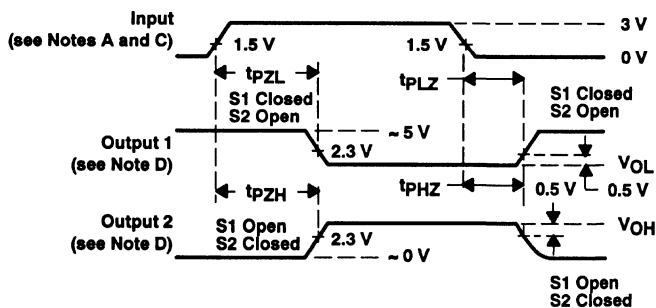 Input
(see Notes A and C)
3 V
1.5 V
1.5 V
0 V
tPZL
tPLZ
S1 Closed
S2 Open
S1 Closed
S2 Open
Output 1
(see Note D)
~ 5 V
2.3 V
VOL
0.5 V
tPZH
tPHZ
0.5 V
Output 2
(see Note D)
S1 Open
S2 Closed
2.3 V
VOH
~ 0 V
S1 Open
S2 Closed